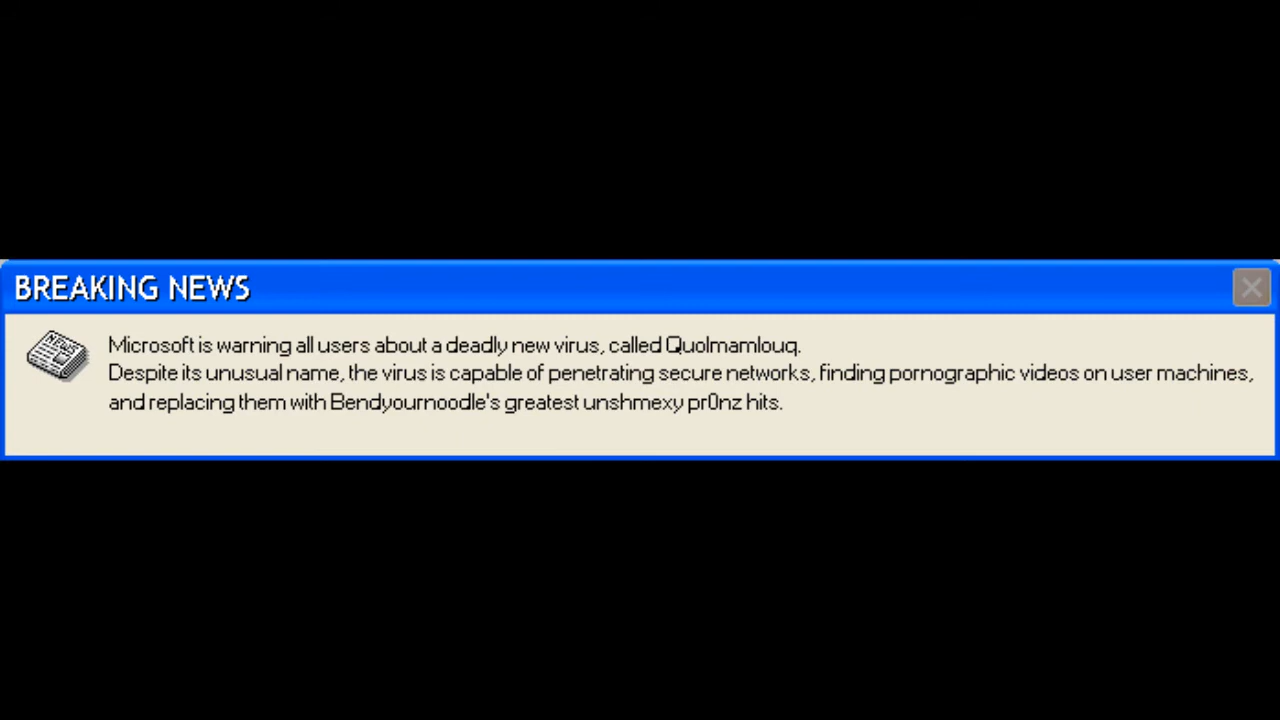 BREAKING NEWS
NEWS
Microsoft is warning all users about a deadly new virus, called Quolmamlouq.
Despite its unusual name, the virus is capable of penetrating secure networks, finding pornographic videos on user machines,
and replacing them with Bendyournoodle's greatest unshmexy pr0nz hits.